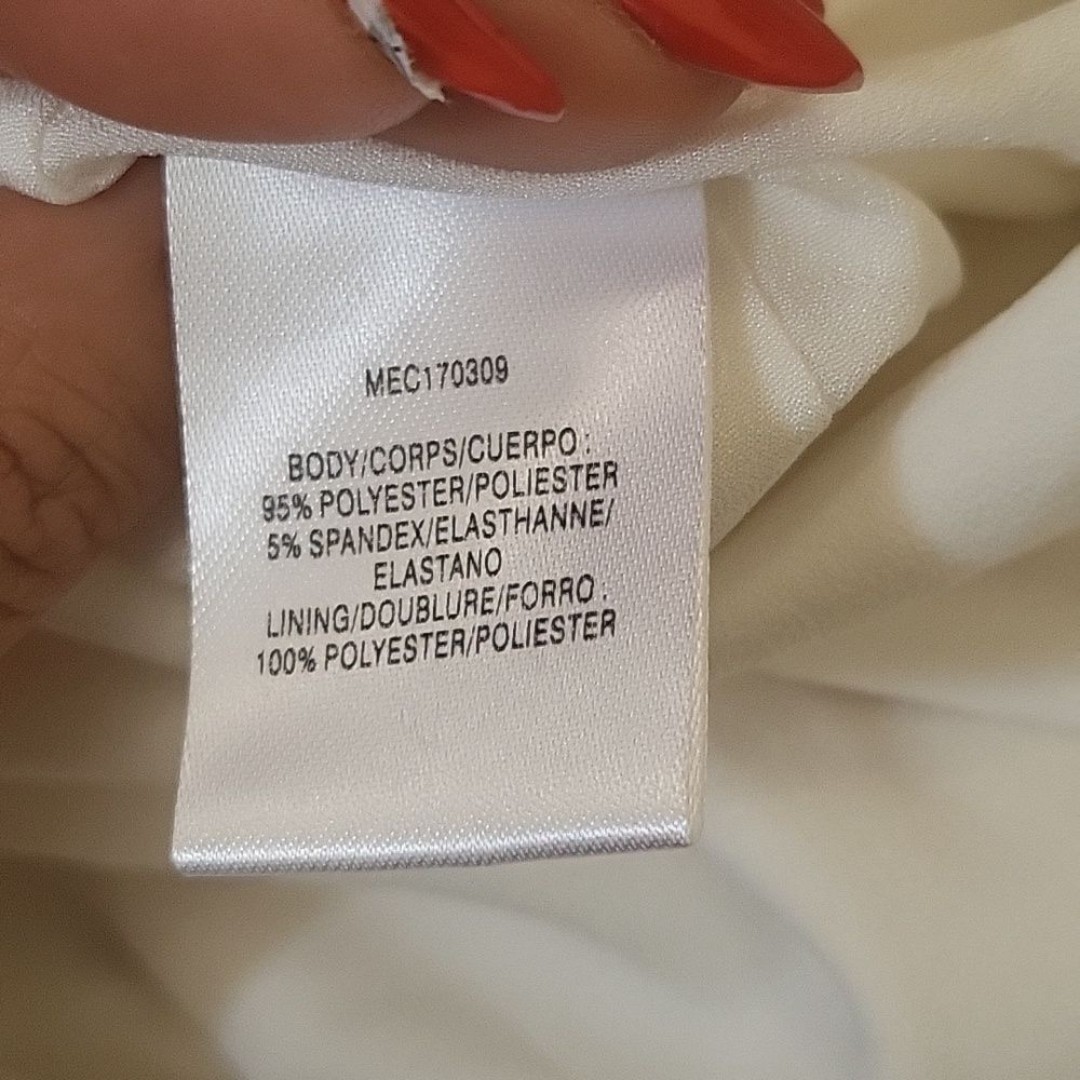 MEC170309
BODY/CORPS/CUERPO :
95% POLYESTER/POLIESTER
5% SPANDEX/ELASTHANNE/
ELASTANO
LINING/DOUBLURE/FORRO :
100% POLYESTER/POLIESTER